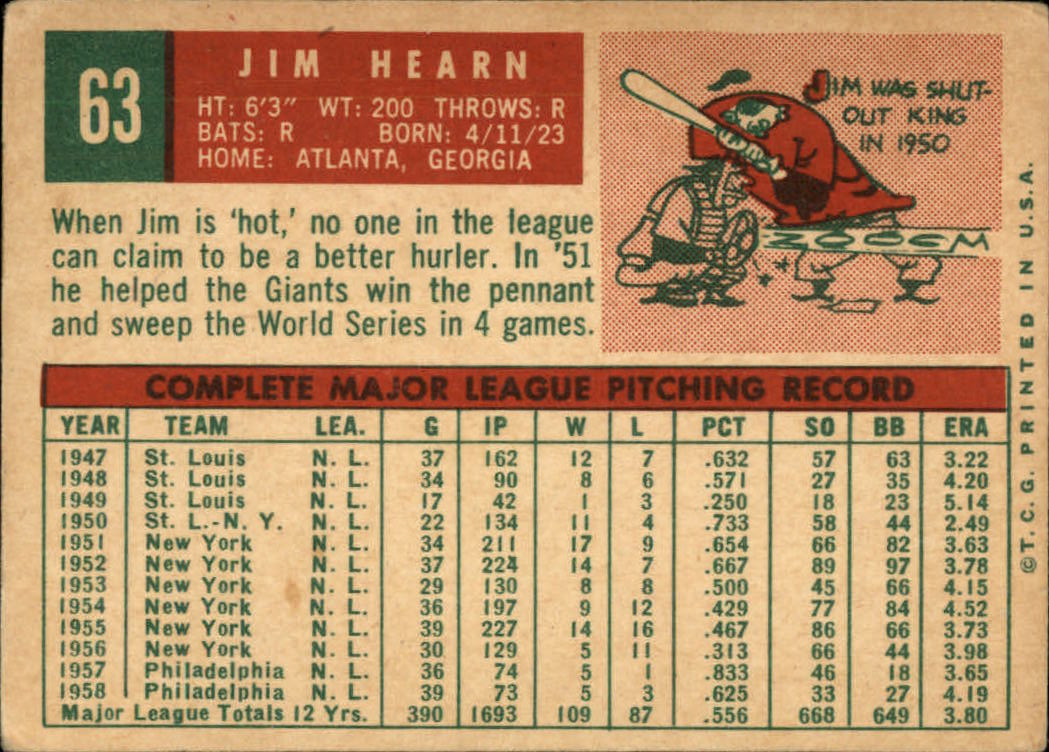 63
JIM HEARN
HT: 6'3" WT: 200 THROWS: R
BATS: R BORN: 4/11/23
HOME: ATLANTA, GEORGIA
When Jim is 'hot,' no one in the league
can claim to be a better hurler. In '51
he helped the Giants win the pennant
and sweep the World Series in 4 games.
JIM WAS SHUT-
OUT KING
IN 1950
ZOOOM
COMPLETE MAJOR LEAGUE PITCHING RECORD
YEAR TEAM LEA. G IP W L PCT SO BB ERA
1947 St. Louis N. L. 37 162 12 7 .632 57 63 3.22
1948 St. Louis N. L. 34 90 8 6 .571 27 35 4.20
1949 St. Louis N. L. 17 42 1 3 .250 18 23 5.14
1950 St. L.-N. Y. N. L. 22 134 11 4 .733 58 44 2.49
1951 New York N. L. 34 211 17 9 .654 66 82 3.63
1952 New York N. L. 37 224 14 7 .667 89 97 3.78
1953 New York N. L. 29 130 8 8 .500 45 66 4.15
1954 New York N. L. 36 197 9 12 .429 77 84 4.52
1955 New York N. L. 39 227 14 16 .467 86 66 3.73
1956 New York N. L. 30 129 5 11 .313 66 44 3.98
1957 Philadelphia N. L. 36 74 5 1 .833 46 18 3.65
1958 Philadelphia N. L. 39 73 5 3 .625 33 27 4.19
Major League Totals 12 Yrs. 390 1693 109 87 .556 668 649 3.80
©T. C. G. PRINTED IN U. S. A.